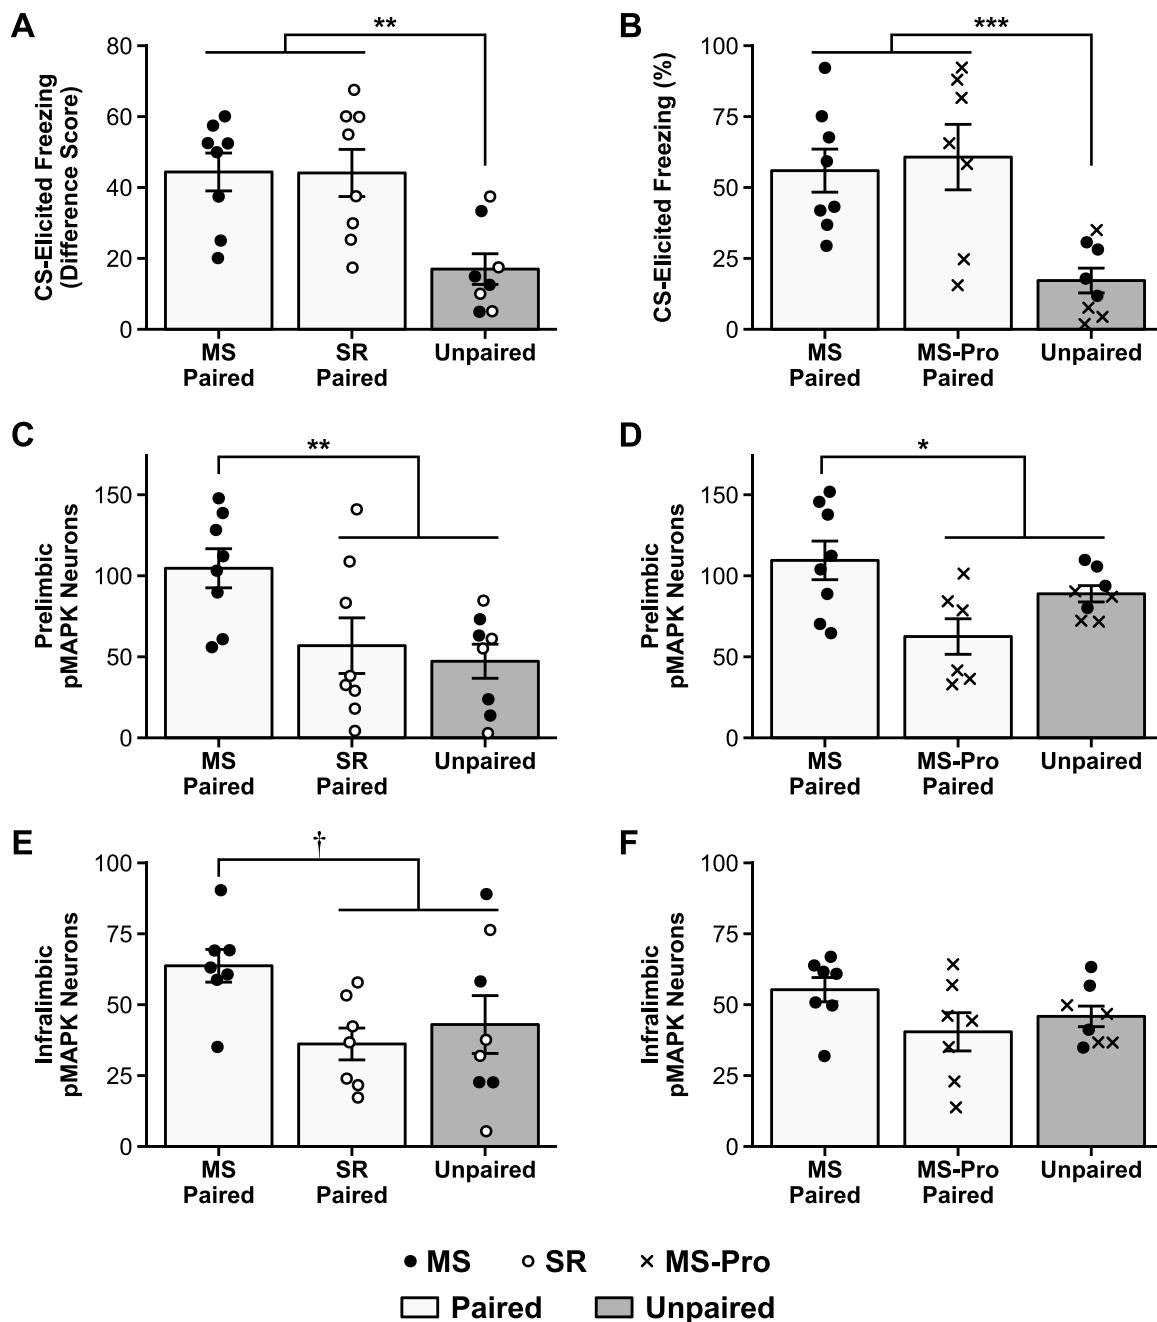 A
CS-Elicited Freezing
(Difference Score)
80
60
40
20
0
**
MS
Paired
SR
Paired
Unpaired
B
CS-Elicited Freezing (%)
100
75
50
25
0
***
MS
Paired
MS-Pro
Paired
Unpaired
C
Prelimbic
pMAPK Neurons
150
100
50
0
**
MS
Paired
SR
Paired
Unpaired
D
Prelimbic
pMAPK Neurons
150
100
50
0
*
MS
Paired
MS-Pro
Paired
Unpaired
E
Infralimbic
pMAPK Neurons
100
75
50
25
0
†
MS
Paired
SR
Paired
Unpaired
F
Infralimbic
pMAPK Neurons
100
75
50
25
0
MS
Paired
MS-Pro
Paired
Unpaired
MS SR MS-Pro
Paired Unpaired